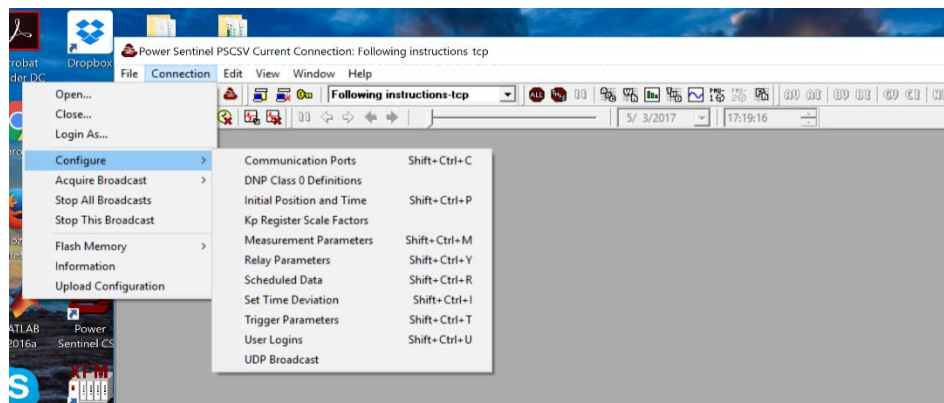 Power Sentinel PSCSV Current Connection: Following instructions tcp
File Connection Edit View Window Help
Dropbox
der DC
Open...
Close...
Login As...
Configure
Acquire Broadcast
Stop All Broadcasts
Stop This Broadcast
Flash Memory
Information
Upload Configuration
Following instructions-tcp
5/ 3/2017 17:19:16
Communication Ports Shift+Ctrl+C
DNP Class 0 Definitions
Initial Position and Time Shift+Ctrl+P
Kp Register Scale Factors
Measurement Parameters Shift+Ctrl+M
Relay Parameters Shift+Ctrl+Y
Scheduled Data Shift+Ctrl+R
Set Time Deviation Shift+Ctrl+I
Trigger Parameters Shift+Ctrl+T
User Logins Shift+Ctrl+U
UDP Broadcast
ATLAB
2016a
Power
Sentinel CS
XFM